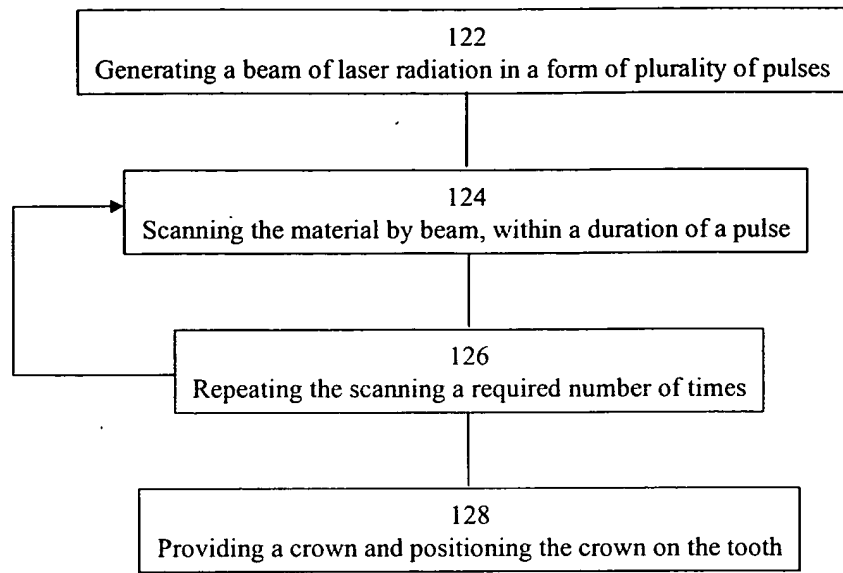 122
Generating a beam of laser radiation in a form of plurality of pulses
124
Scanning the material by beam, within a duration of a pulse
126
Repeating the scanning a required number of times
128
Providing a crown and positioning the crown on the tooth